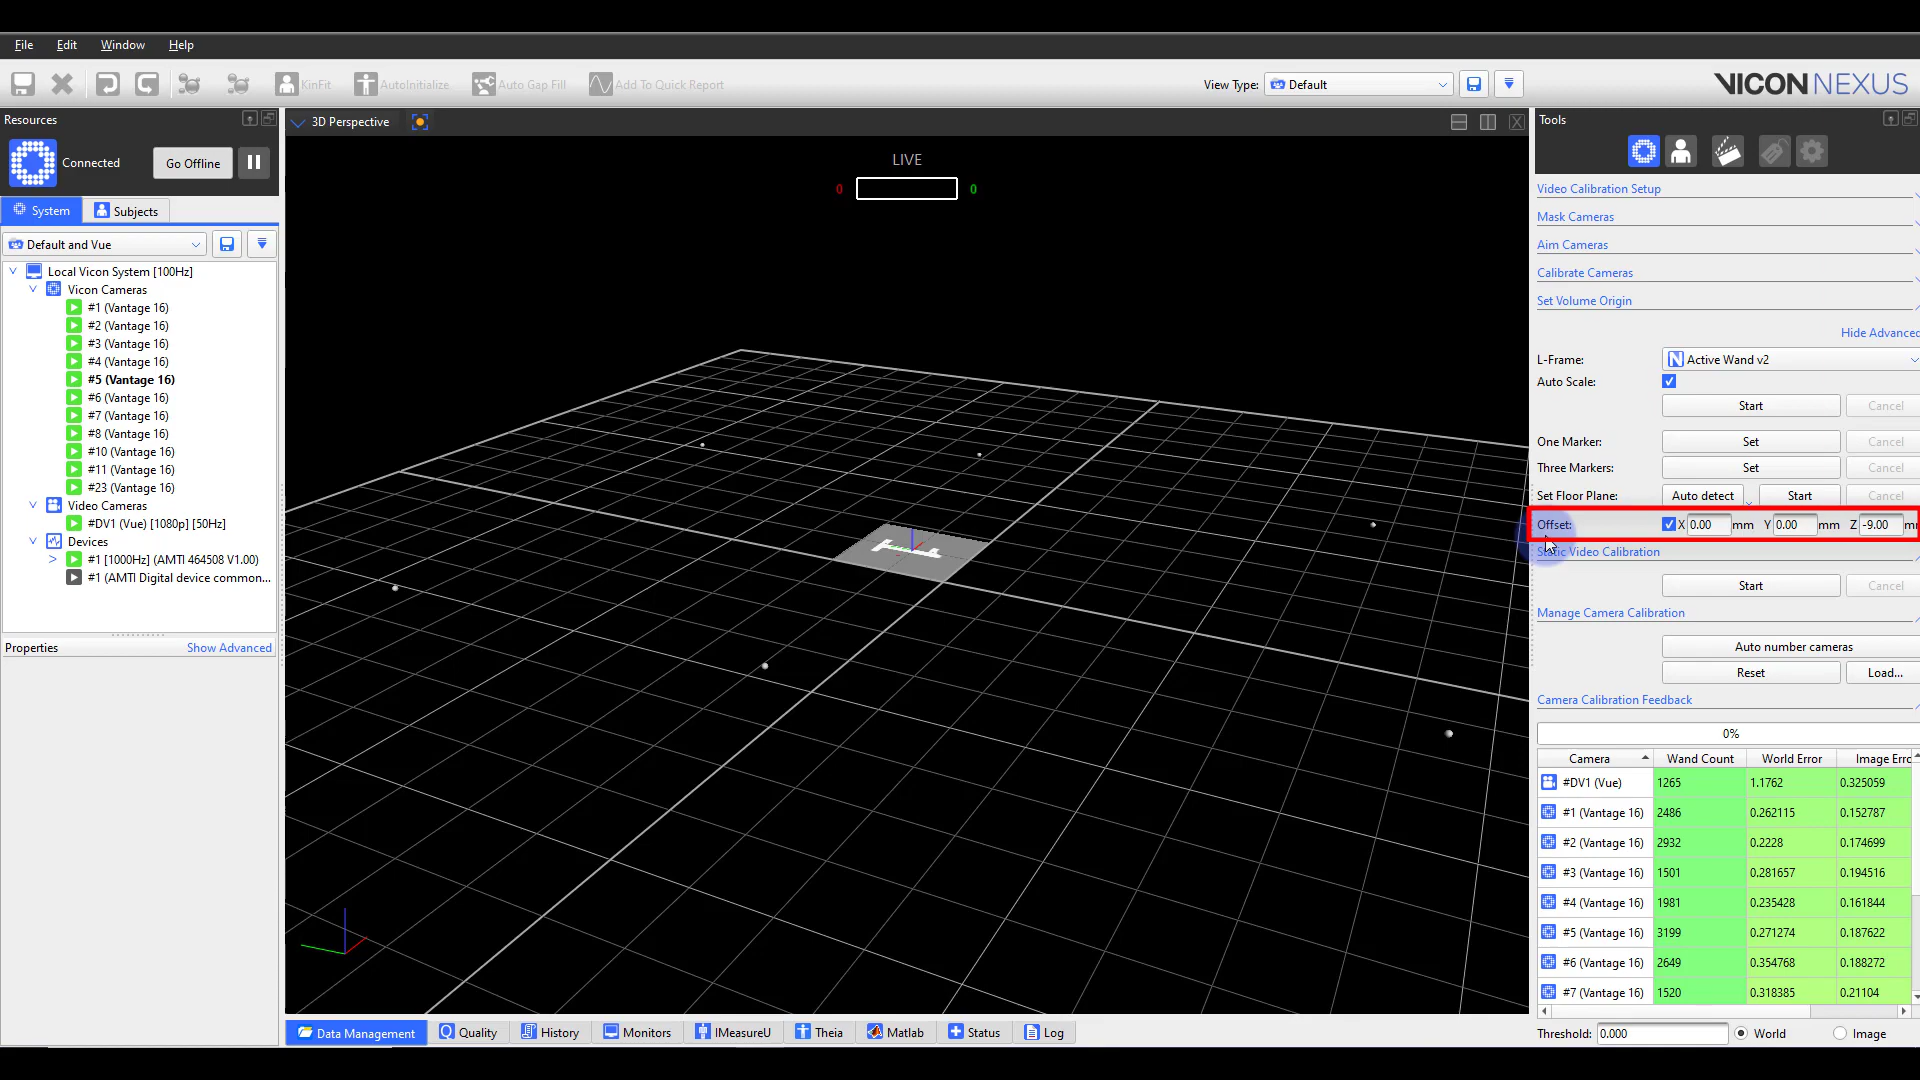 File Edit Window Help
KinFit AutoInitialize Auto Gap Fill Add To Quick Report View Type: Default VICON NEXUS
Resources
Connected Go Offline
System Subjects
Default and Vue
Local Vicon System [100Hz]
Vicon Cameras
#1 (Vantage 16)
#2 (Vantage 16)
#3 (Vantage 16)
#4 (Vantage 16)
#5 (Vantage 16)
#6 (Vantage 16)
#7 (Vantage 16)
#8 (Vantage 16)
#10 (Vantage 16)
#11 (Vantage 16)
#23 (Vantage 16)
Video Cameras
#DV1 (Vue) [1080p] [50Hz]
Devices
#1 [1000Hz] (AMTI 464508 V1.00)
#1 (AMTI Digital device common...
Properties Show Advanced
3D Perspective
LIVE
0 0
Data Management Quality History Monitors IMeasureU Theia Matlab Status Log
Tools
Video Calibration Setup
Mask Cameras
Aim Cameras
Calibrate Cameras
Set Volume Origin
Hide Advanced
L-Frame: Active Wand v2
Auto Scale:
Start Cancel
One Marker: Set Cancel
Three Markers: Set Cancel
Set Floor Plane: Auto detect Start Cancel
Offset: X 0.00 mm Y 0.00 mm Z -9.00 m
Static Video Calibration
Start Cancel
Manage Camera Calibration
Auto number cameras
Reset Load...
Camera Calibration Feedback
0%
Camera Wand Count World Error Image Err
#DV1 (Vue) 1265 1.1762 0.325059
#1 (Vantage 16) 2486 0.262115 0.152787
#2 (Vantage 16) 2932 0.2228 0.174699
#3 (Vantage 16) 1501 0.281657 0.194516
#4 (Vantage 16) 1981 0.235428 0.161844
#5 (Vantage 16) 3199 0.271274 0.187622
#6 (Vantage 16) 2649 0.354768 0.188272
#7 (Vantage 16) 1520 0.318385 0.21104
Threshold: 0.000 World Image